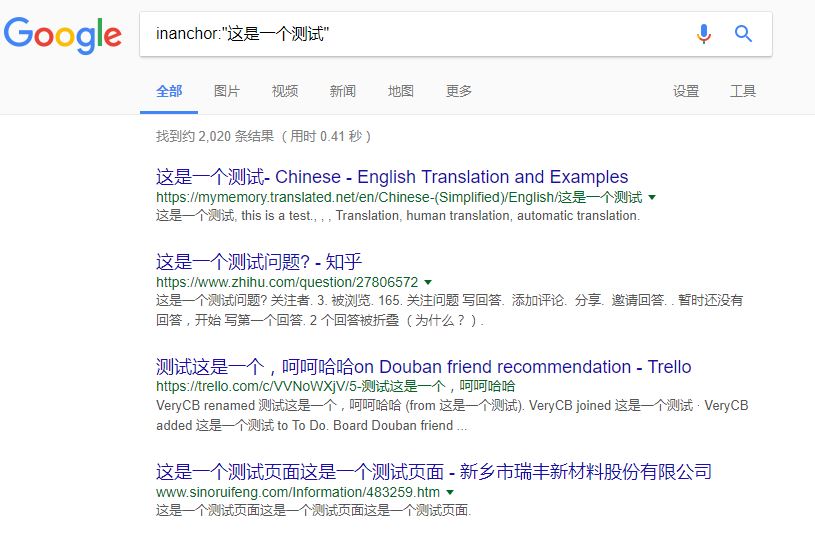 Google inanchor:"这是一个测试"
全部 图片 视频 新闻 地图 更多 设置 工具
找到约 2,020 条结果 （用时 0.41 秒）
这是一个测试- Chinese - English Translation and Examples
https://mymemory.translated.net/en/Chinese-(Simplified)/English/这是一个测试
这是一个测试, this is a test., , , Translation, human translation, automatic translation.
这是一个测试问题? - 知乎
https://www.zhihu.com/question/27806572
这是一个测试问题? 关注者. 3. 被浏览. 165. 关注问题 写回答. 添加评论. 分享. 邀请回答. . 暂时还没有
回答，开始 写第一个回答. 2 个回答被折叠 （为什么？）.
测试这是一个，呵呵哈哈on Douban friend recommendation - Trello
https://trello.com/c/VVNoWXjV/5-测试这是一个，呵呵哈哈
VeryCB renamed 测试这是一个，呵呵哈哈 (from 这是一个测试). VeryCB joined 这是一个测试 · VeryCB
added 这是一个测试 to To Do. Board Douban friend ...
这是一个测试页面这是一个测试页面 - 新乡市瑞丰新材料股份有限公司
www.sinoruifeng.com/Information/483259.htm
这是一个测试页面这是一个测试页面这是一个测试页面.